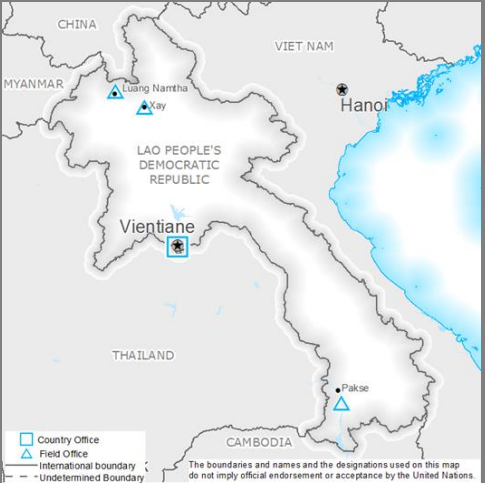 CHINA
VIET NAM
MYANMAR
Luang Namtha
Xay
Hanoi
LAO PEOPLE'S
DEMOCRATIC
REPUBLIC
Vientiane
THAILAND
Pakse
CAMBODIA
Country Office
Field Office
International boundary
Undetermined Boundary
The boundaries and names and the designations used on this map
do not imply official endorsement or acceptance by the United Nations.